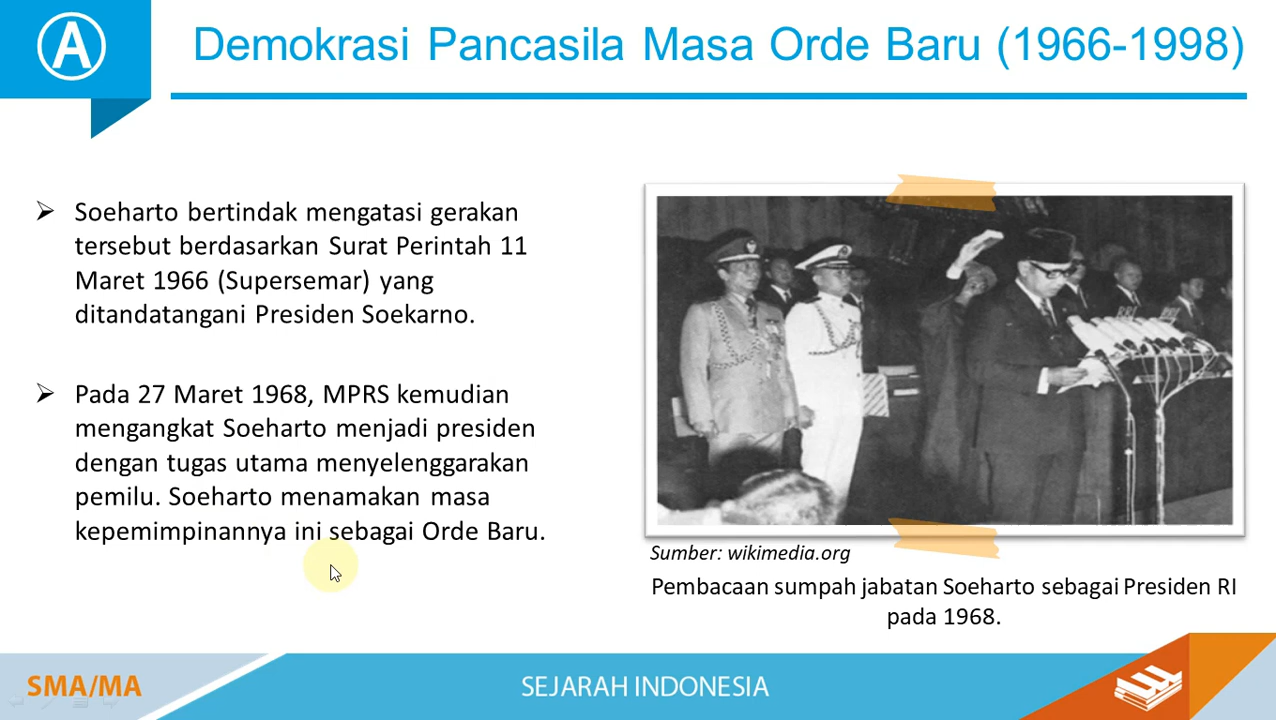 A
Demokrasi Pancasila Masa Orde Baru (1966-1998)
➢ Soeharto bertindak mengatasi gerakan
tersebut berdasarkan Surat Perintah 11
Maret 1966 (Supersemar) yang
ditandatangani Presiden Soekarno.
➢ Pada 27 Maret 1968, MPRS kemudian
mengangkat Soeharto menjadi presiden
dengan tugas utama menyelenggarakan
pemilu. Soeharto menamakan masa
kepemimpinannya ini sebagai Orde Baru.
RRI
Sumber: wikimedia.org
Pembacaan sumpah jabatan Soeharto sebagai Presiden RI
pada 1968.
SMA/MA
SEJARAH INDONESIA